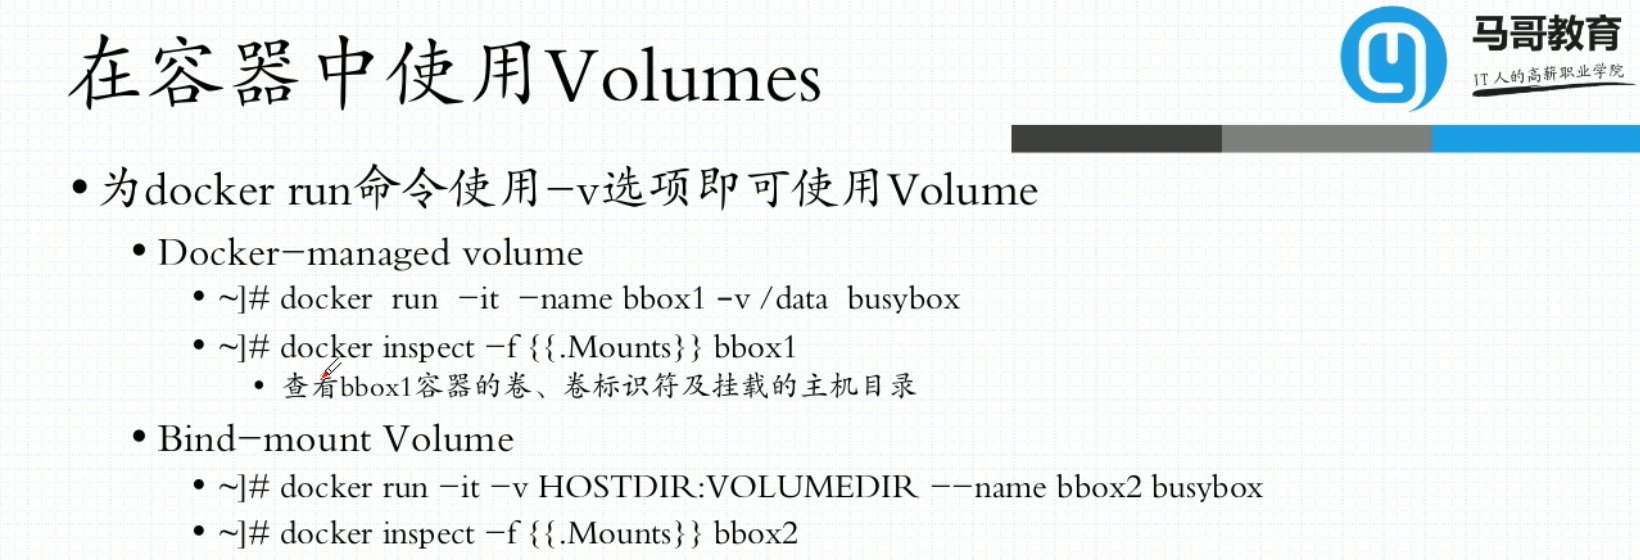 在容器中使用Volumes
马哥教育
IT人的高薪职业学院
• 为docker run命令使用-v选项即可使用Volume
• Docker-managed volume
• ~]# docker run -it -name bbox1 -v /data busybox
• ~]# docker inspect -f {{.Mounts}} bbox1
• 查看bbox1容器的卷、卷标识符及挂载的主机目录
• Bind-mount Volume
• ~]# docker run -it -v HOSTDIR:VOLUMEDIR --name bbox2 busybox
• ~]# docker inspect -f {{.Mounts}} bbox2